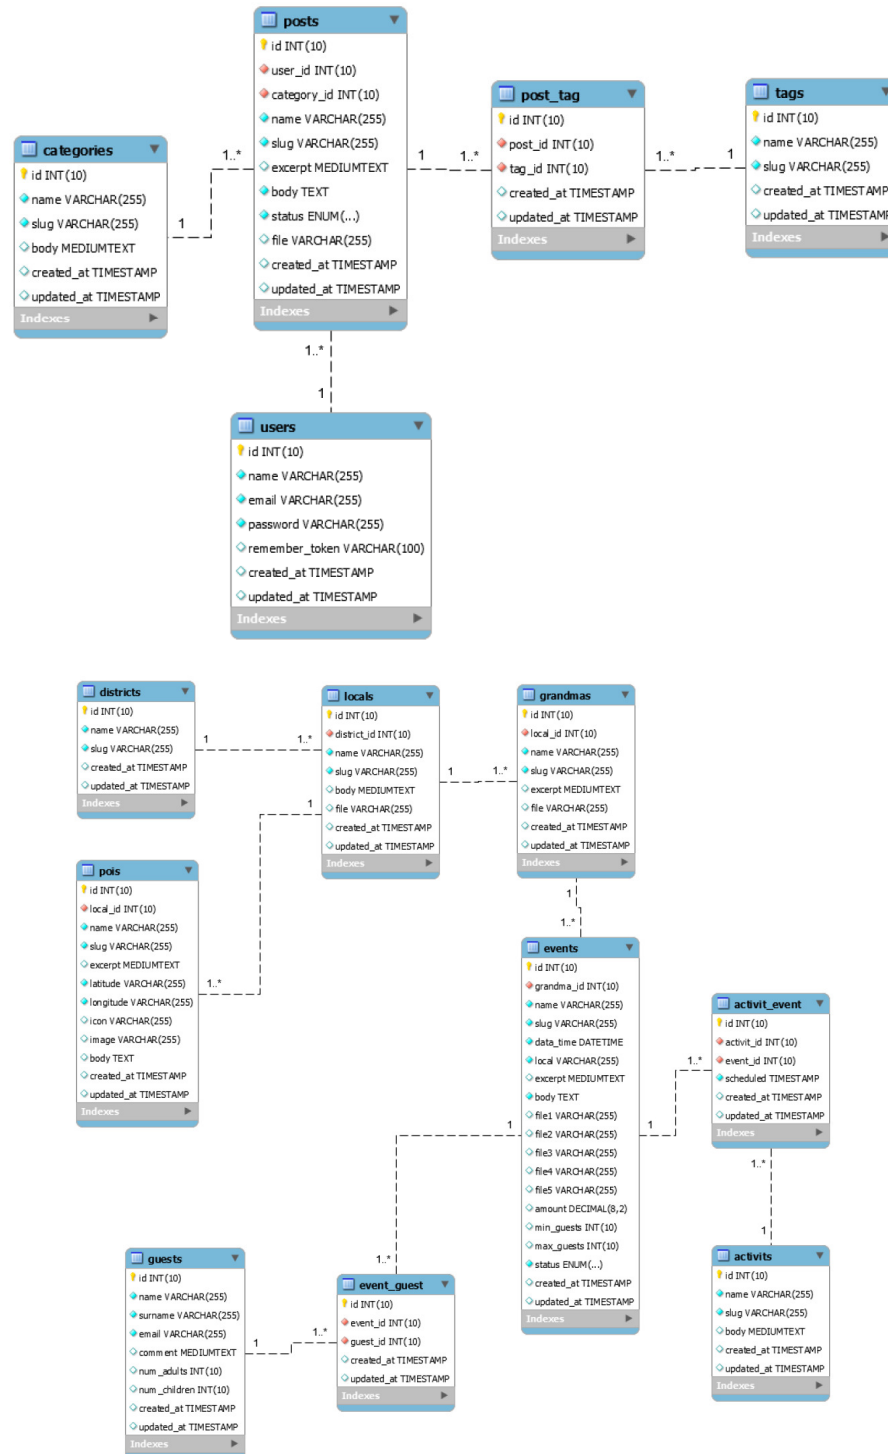 posts
id INT(10)
user_id INT(10)
category_id INT(10)
name VARCHAR(255)
slug VARCHAR(255)
excerpt MEDIUMTEXT
body TEXT
status ENUM(...)
file VARCHAR(255)
created_at TIMESTAMP
updated_at TIMESTAMP
Indexes
post_tag
id INT(10)
post_id INT(10)
tag_id INT(10)
created_at TIMESTAMP
updated_at TIMESTAMP
Indexes
tags
id INT(10)
name VARCHAR(255)
slug VARCHAR(255)
created_at TIMESTAMP
updated_at TIMESTAMP
Indexes
categories
id INT(10)
name VARCHAR(255)
slug VARCHAR(255)
body MEDIUMTEXT
created_at TIMESTAMP
updated_at TIMESTAMP
Indexes
1..*
1
1
1..*
1..*
1
1..*
1
users
id INT(10)
name VARCHAR(255)
email VARCHAR(255)
password VARCHAR(255)
remember_token VARCHAR(100)
created_at TIMESTAMP
updated_at TIMESTAMP
Indexes
districts
id INT(10)
name VARCHAR(255)
slug VARCHAR(255)
created_at TIMESTAMP
updated_at TIMESTAMP
Indexes
1
1..*
locals
id INT(10)
district_id INT(10)
name VARCHAR(255)
slug VARCHAR(255)
body MEDIUMTEXT
file VARCHAR(255)
created_at TIMESTAMP
updated_at TIMESTAMP
Indexes
1
1..*
grandmas
id INT(10)
local_id INT(10)
name VARCHAR(255)
slug VARCHAR(255)
excerpt MEDIUMTEXT
file VARCHAR(255)
created_at TIMESTAMP
updated_at TIMESTAMP
Indexes
1
1..*
pois
id INT(10)
local_id INT(10)
name VARCHAR(255)
slug VARCHAR(255)
excerpt MEDIUMTEXT
latitude VARCHAR(255)
longitude VARCHAR(255)
icon VARCHAR(255)
image VARCHAR(255)
body TEXT
created_at TIMESTAMP
updated_at TIMESTAMP
Indexes
1
1..*
events
id INT(10)
grandma_id INT(10)
name VARCHAR(255)
slug VARCHAR(255)
data_time DATETIME
local VARCHAR(255)
excerpt MEDIUMTEXT
body TEXT
file1 VARCHAR(255)
file2 VARCHAR(255)
file3 VARCHAR(255)
file4 VARCHAR(255)
file5 VARCHAR(255)
amount DECIMAL(8,2)
min_guests INT(10)
max_guests INT(10)
status ENUM(...)
created_at TIMESTAMP
updated_at TIMESTAMP
Indexes
1
1..*
activit_event
id INT(10)
activit_id INT(10)
event_id INT(10)
scheduled TIMESTAMP
created_at TIMESTAMP
updated_at TIMESTAMP
Indexes
1..*
1
activits
id INT(10)
name VARCHAR(255)
slug VARCHAR(255)
body MEDIUMTEXT
created_at TIMESTAMP
updated_at TIMESTAMP
Indexes
1
1..*
guests
id INT(10)
name VARCHAR(255)
surname VARCHAR(255)
email VARCHAR(255)
comment MEDIUMTEXT
num_adults INT(10)
num_children INT(10)
created_at TIMESTAMP
updated_at TIMESTAMP
Indexes
1
1..*
event_guest
id INT(10)
event_id INT(10)
guest_id INT(10)
created_at TIMESTAMP
updated_at TIMESTAMP
Indexes